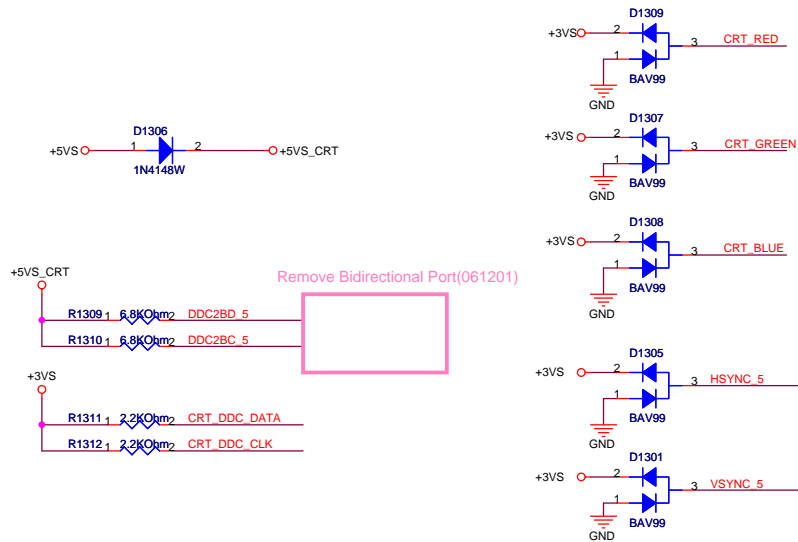 D1306
+5VS 1 2 +5VS_CRT
1N4148W
+5VS_CRT
Remove Bidirectional Port(061201)
R1309 1 6.8KOhm 2 DDC2BD_5
R1310 1 6.8KOhm 2 DDC2BC_5
+3VS
R1311 1 2.2KOhm 2 CRT_DDC_DATA
R1312 1 2.2KOhm 2 CRT_DDC_CLK
D1309
+3VS 2 3 CRT_RED
1
BAV99
GND
D1307
+3VS 2 3 CRT_GREEN
1
BAV99
GND
D1308
+3VS 2 3 CRT_BLUE
1
BAV99
GND
D1305
+3VS 2 3 HSYNC_5
1
BAV99
GND
D1301
+3VS 2 3 VSYNC_5
1
BAV99
GND